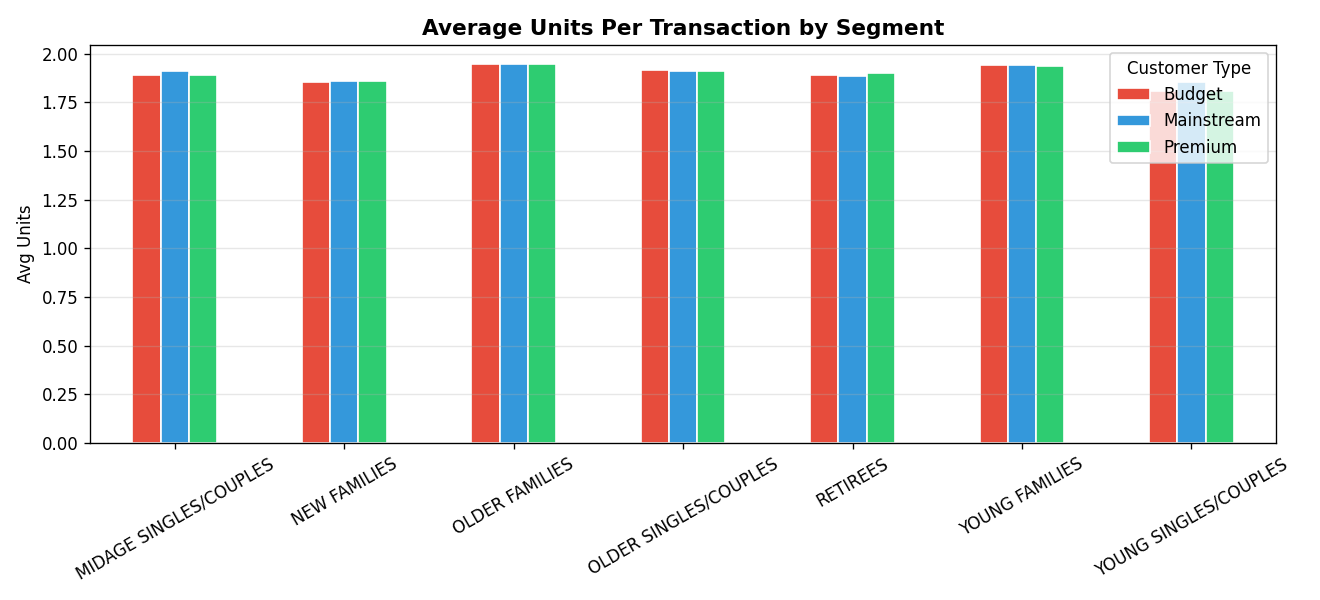 Average Units Per Transaction by Segment
Customer Type
Budget
Mainstream
Premium
Avg Units
2.00
1.75
1.50
1.25
1.00
0.75
0.50
0.25
0.00
MIDAGE SINGLES/COUPLES
NEW FAMILIES
OLDER FAMILIES
OLDER SINGLES/COUPLES
RETIREES
YOUNG FAMILIES
YOUNG SINGLES/COUPLES